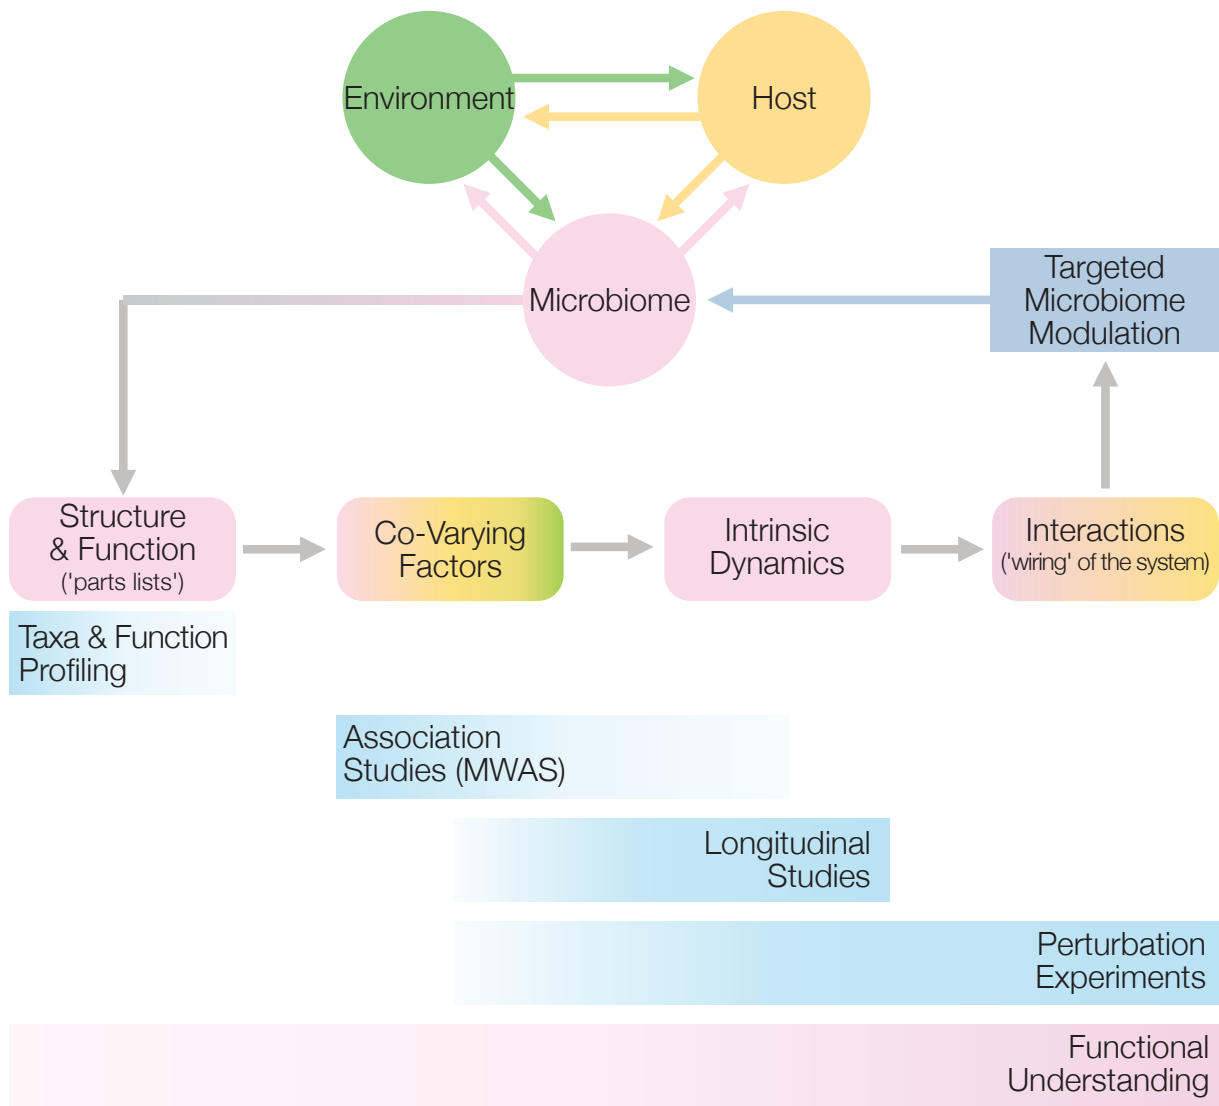 Environment
Host
Microbiome
Targeted
Microbiome
Modulation
Structure
& Function
('parts lists')
Co-Varying
Factors
Intrinsic
Dynamics
Interactions
('wiring' of the system)
Taxa & Function
Profiling
Association
Studies (MWAS)
Longitudinal
Studies
Perturbation
Experiments
Functional
Understanding